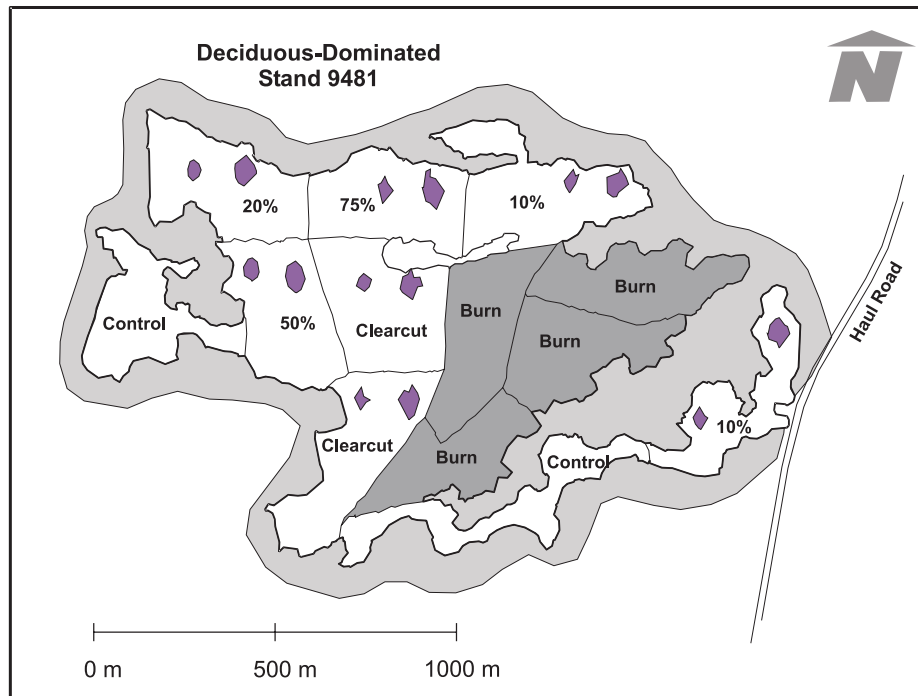 Deciduous-Dominated
Stand 9481
N
20%
75%
10%
Burn
Control
50%
Clearcut
Burn
Burn
Haul Road
Clearcut
Burn
Control
10%
0 m
500 m
1000 m